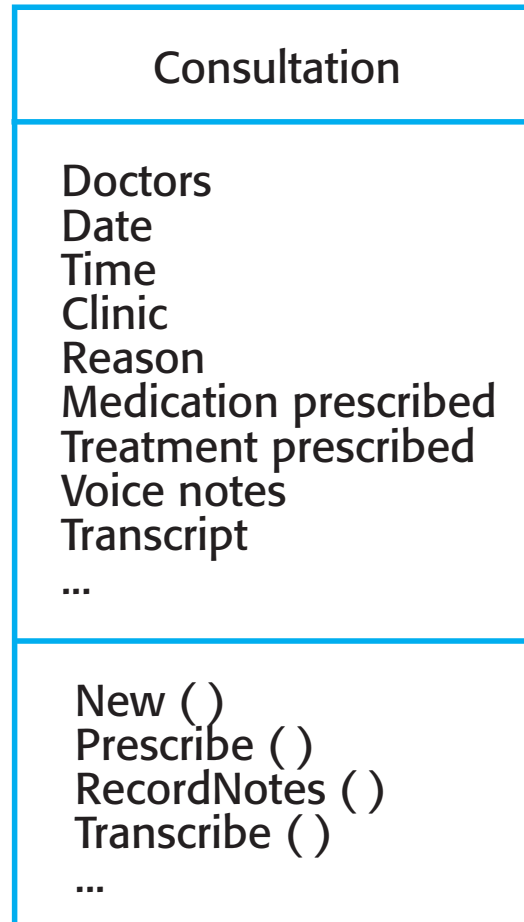 Consultation
Doctors
Date
Time
Clinic
Reason
Medication prescribed
Treatment prescribed
Voice notes
Transcript
...
New ( )
Prescribe ( )
RecordNotes ( )
Transcribe ( )
...